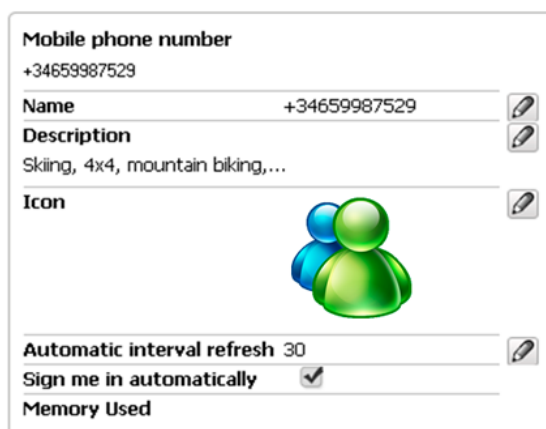 Mobile phone number
+34659987529
Name +34659987529
Description
Skiing, 4x4, mountain biking,...
Icon
Automatic interval refresh 30
Sign me in automatically
Memory Used